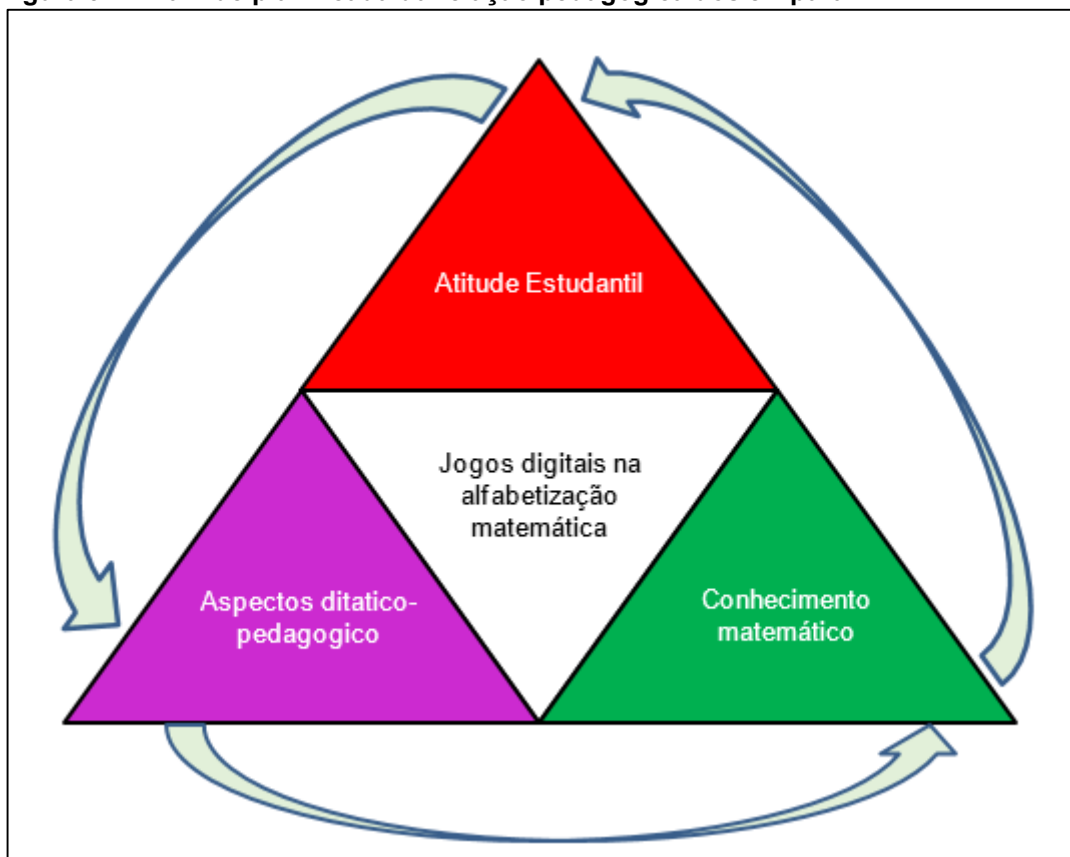 Atitude Estudantil
Jogos digitais na
alfabetização
matemática
Aspectos ditatico-
pedagogico
Conhecimento
matemático